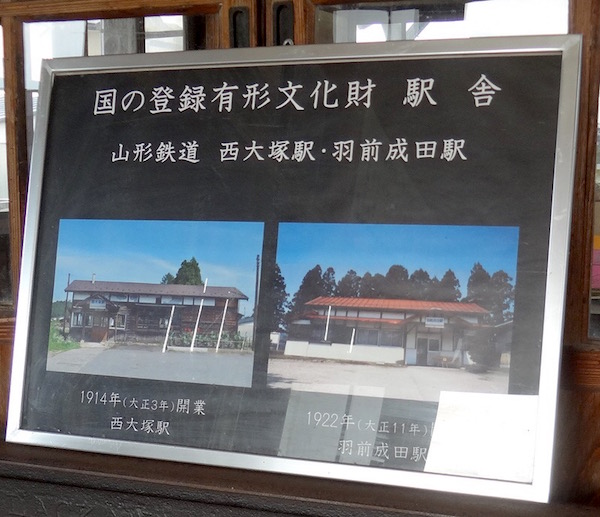 国の登録有形文化財 駅 舎
山形鉄道 西大塚駅・羽前成田駅
1914年(大正3年)開業
西大塚駅
1922年(大正11年)
羽前成田駅